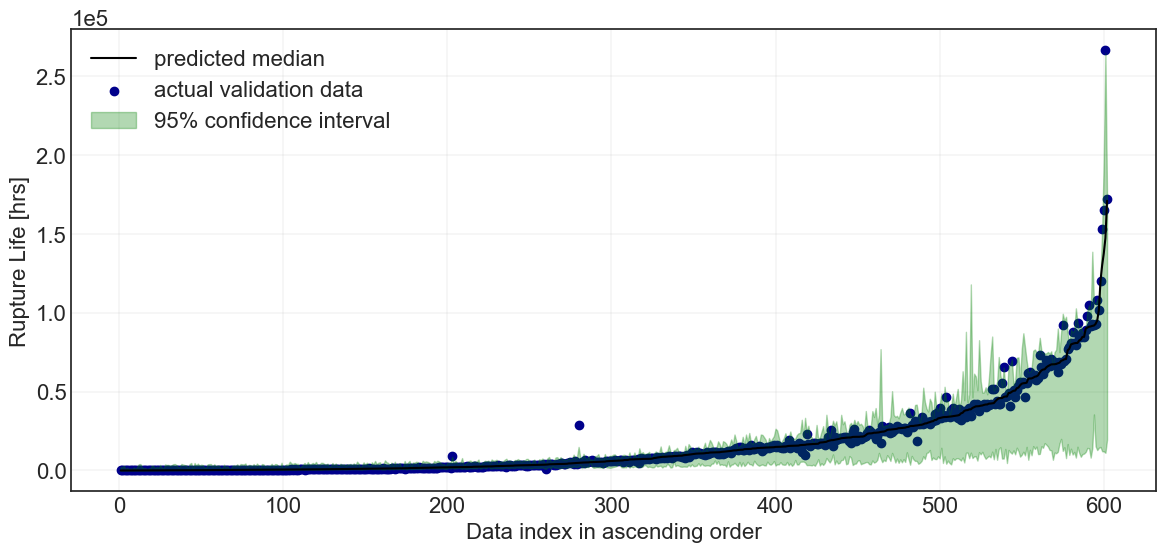 1e5
predicted median
actual validation data
95% confidence interval
2.5
2.0
1.5
1.0
0.5
0.0
Rupture Life [hrs]
0 100 200 300 400 500 600
Data index in ascending order